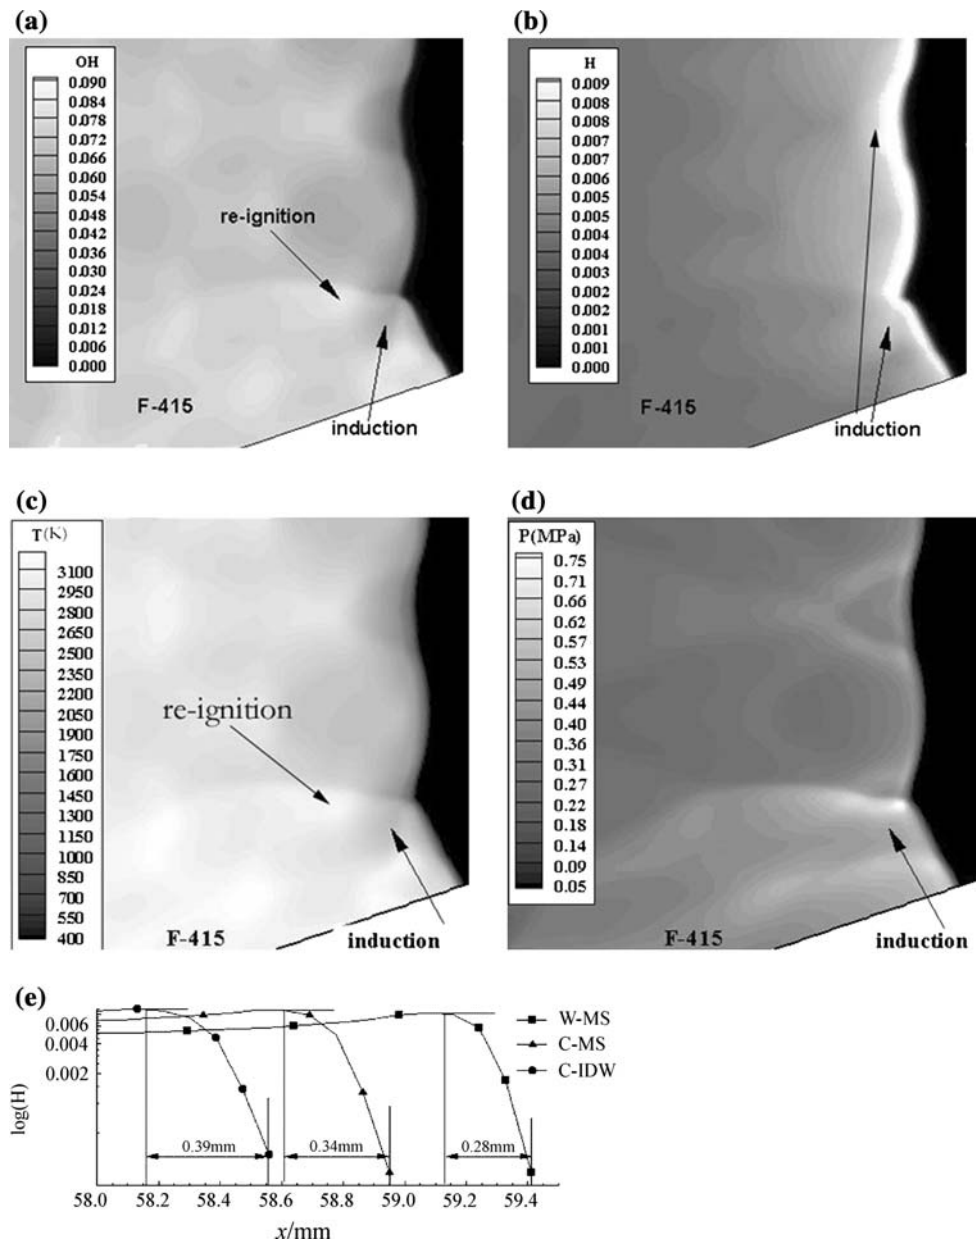 (a)
OH
0.090
0.084
0.078
0.072
0.066
0.060
0.054
0.048
0.042
0.036
0.030
0.024
0.018
0.012
0.006
0.000
re-ignition
F-415
induction
(b)
H
0.009
0.008
0.008
0.007
0.007
0.006
0.005
0.005
0.004
0.003
0.002
0.002
0.001
0.001
0.000
F-415
induction
(c)
T(K)
3100
2950
2800
2650
2500
2350
2200
2050
1900
1750
1600
1450
1300
1150
1000
850
700
550
400
re-ignition
F-415
induction
(d)
P(MPa)
0.75
0.71
0.66
0.62
0.57
0.53
0.49
0.44
0.40
0.36
0.31
0.27
0.22
0.18
0.14
0.09
0.05
F-415
induction
(e)
log(H)
0.006
0.004
0.002
0.39mm
0.34mm
0.28mm
W-MS
C-MS
C-IDW
58.0 58.2 58.4 58.6 58.8 59.0 59.2 59.4
x/mm